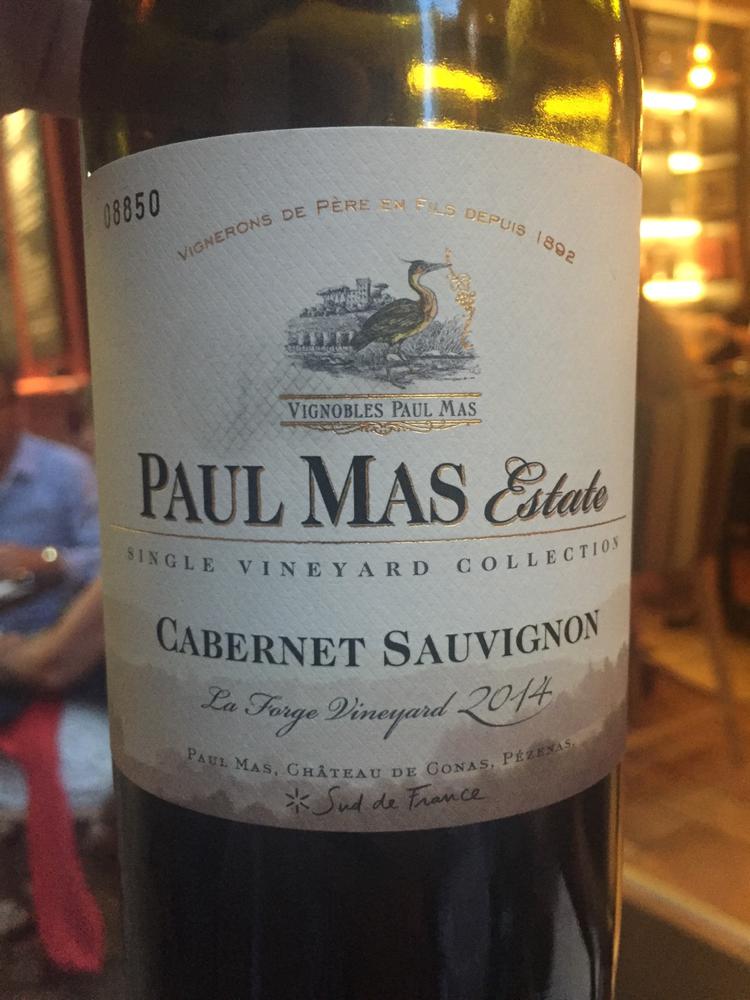 08850
VIGNERONS DE PÈRE EN FILS DEPUIS 1892
VIGNOBLES PAUL MAS
PAUL MAS Estate
SINGLE VINEYARD COLLECTION
CABERNET SAUVIGNON
La Forge Vineyard 2014
PAUL MAS, CHÂTEAU DE CONAS, PÉZENAS,
Sud de France